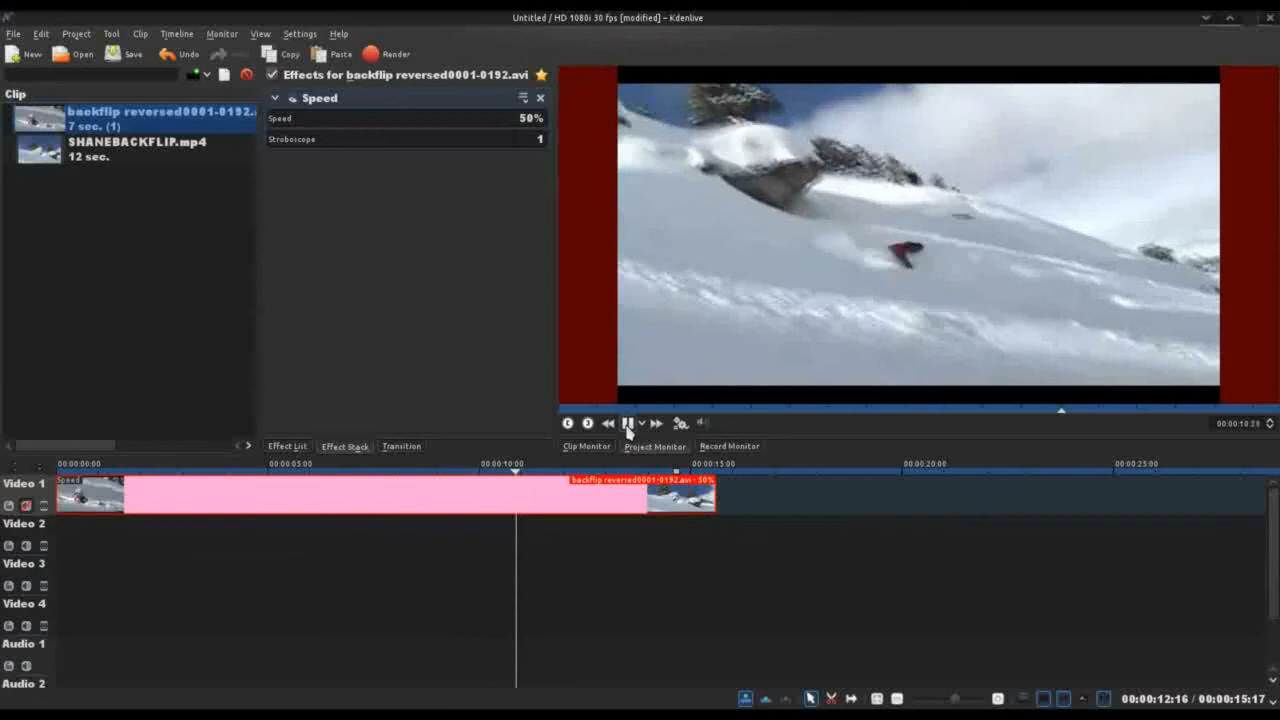 Untitled / HD 1080i 30 fps [modified] – Kdenlive
File Edit Project Tool Clip Timeline Monitor View Settings Help
New Open Save Undo Copy Paste Render
Effects for backflip reversed0001-0192.avi
Clip
backflip reversed0001-0192.
7 sec. (1)
SHANEBACKFLIP.mp4
12 sec.
Speed
Speed 50%
Stroboscope 1
00:00:10:28
Effect List Effect Stack Transition
Clip Monitor Project Monitor Record Monitor
00:00:00:00 00:00:05:00 00:00:10:00 00:00:15:00 00:00:20:00 00:00:25:00
Video 1
Speed
backflip reversed0001-0192.avi - 50%
Video 2
Video 3
Video 4
Audio 1
Audio 2
00:00:12:16 / 00:00:15:17